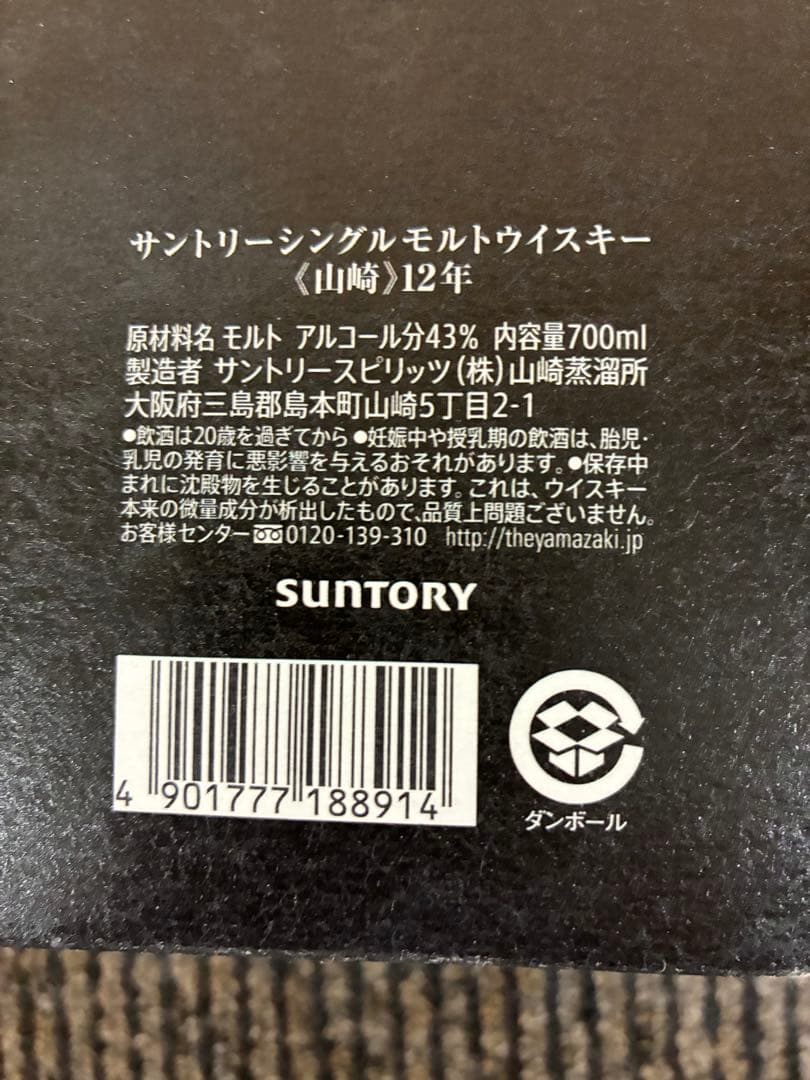 サントリーシングルモルトウイスキー
《山崎》12年
原材料名 モルト アルコール分43% 内容量700ml
製造者 サントリースピリッツ(株)山崎蒸溜所
大阪府三島郡島本町山崎5丁目2-1
●飲酒は20歳を過ぎてから ●妊娠中や授乳期の飲酒は、胎児・
乳児の発育に悪影響を与えるおそれがあります。●保存中
まれに沈殿物を生じることがあります。これは、ウイスキー
本来の微量成分が析出したもので、品質上問題ございません。
お客様センター 0120-139-310 http://theyamazaki.jp
SUNTORY
4 901777 188914
ダンボール